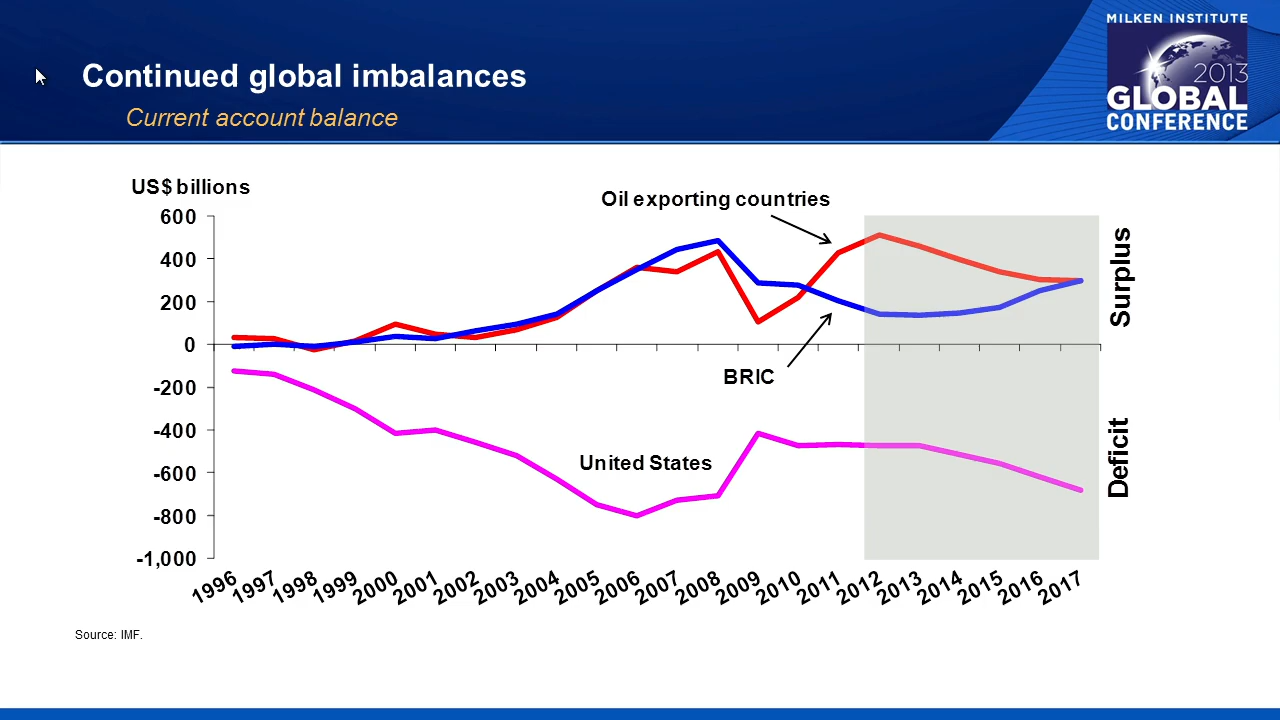 MILKEN INSTITUTE
2013
GLOBAL
CONFERENCE
Continued global imbalances
Current account balance
US$ billions
Oil exporting countries
600
400
200
0
-200
-400
-600
-800
-1,000
BRIC
United States
Surplus
Deficit
1996 1997 1998 1999 2000 2001 2002 2003 2004 2005 2006 2007 2008 2009 2010 2011 2012 2013 2014 2015 2016 2017
Source: IMF.